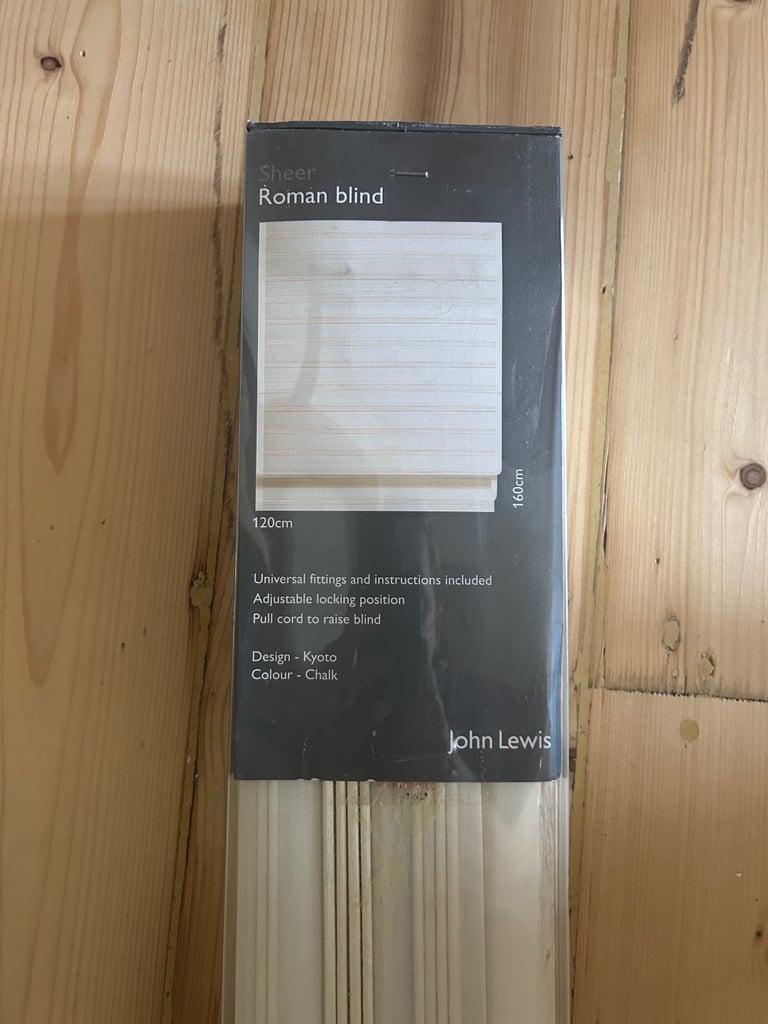 Sheer
Roman blind
160cm
120cm
Universal fittings and instructions included
Adjustable locking position
Pull cord to raise blind
Design - Kyoto
Colour - Chalk
John Lewis